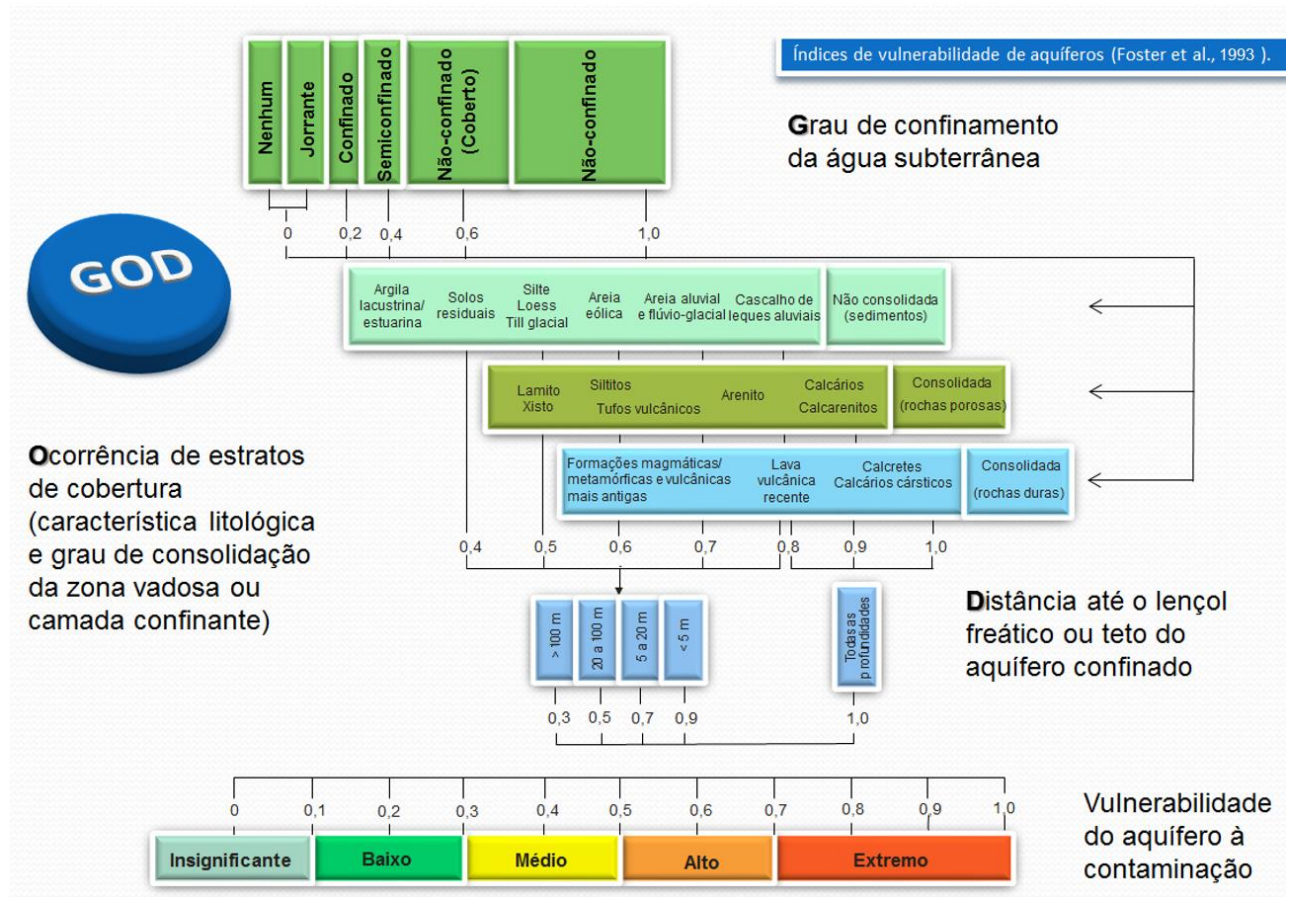 Índices de vulnerabilidade de aquíferos (Foster et al., 1993 ).
Nenhum
Jorrante
Confinado
Semiconfinado
Não-confinado
(Coberto)
Não-confinado
Grau de confinamento
da água subterrânea
0
0,2
0,4
0,6
1,0
GOD
Argila
lacustrina/
estuarina
Solos
residuais
Silte
Loess
Till glacial
Areia
eólica
Areia aluvial
e flúvio-glacial
Cascalho de
leques aluviais
Não consolidada
(sedimentos)
Lamito
Xisto
Siltitos
Tufos vulcânicos
Arenito
Calcários
Calcarenitos
Consolidada
(rochas porosas)
Formações magmáticas/
metamórficas e vulcânicas
mais antigas
Lava
vulcânica
recente
Calcretes
Calcários cársticos
Consolidada
(rochas duras)
Ocorrência de estratos
de cobertura
(característica litológica
e grau de consolidação
da zona vadosa ou
camada confinante)
0,4
0,5
0,6
0,7
0,8
0,9
1,0
> 100 m
20 a 100 m
5 a 20 m
< 5 m
Todas as
profundidades
Distância até o lençol
freático ou teto do
aquífero confinado
0,3
0,5
0,7
0,9
1,0
0
0,1
0,2
0,3
0,4
0,5
0,6
0,7
0,8
0,9
1,0
Insignificante
Baixo
Médio
Alto
Extremo
Vulnerabilidade
do aquífero à
contaminação